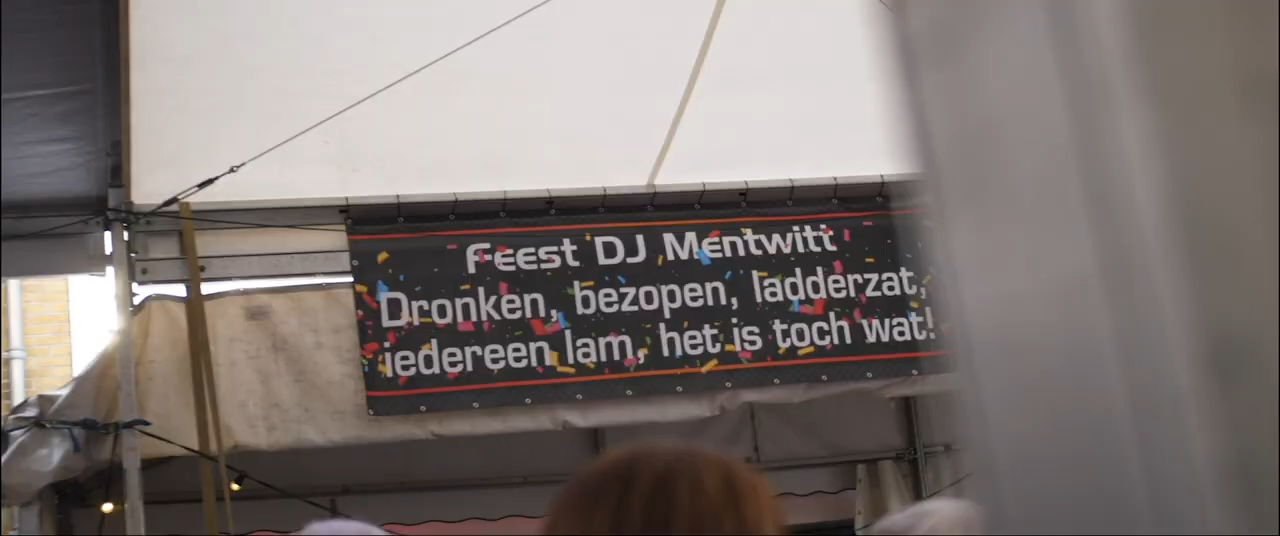 Feest DJ Mentwitt
Dronken, bezopen, ladderzat,
iedereen lam, het is toch wat!